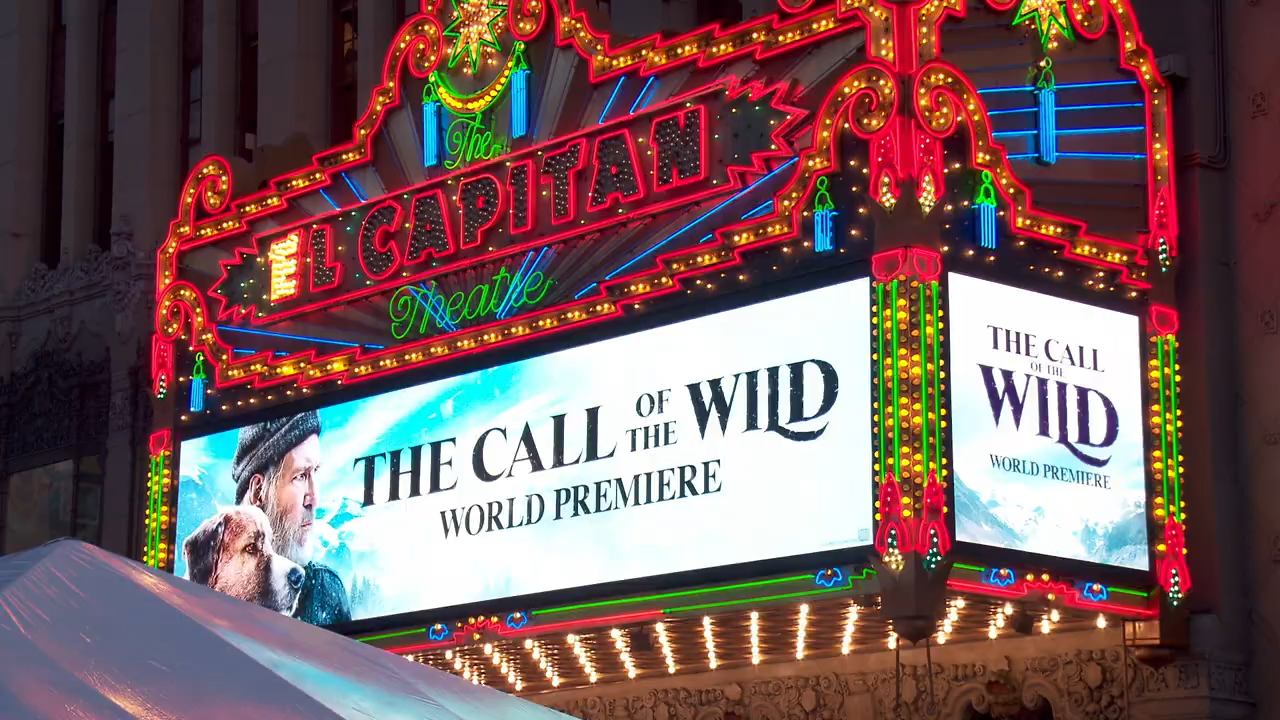 The
EL CAPITAN
Theatre
THE CALL OF THE WILD
WORLD PREMIERE
THE CALL
OF THE
WILD
WORLD PREMIERE